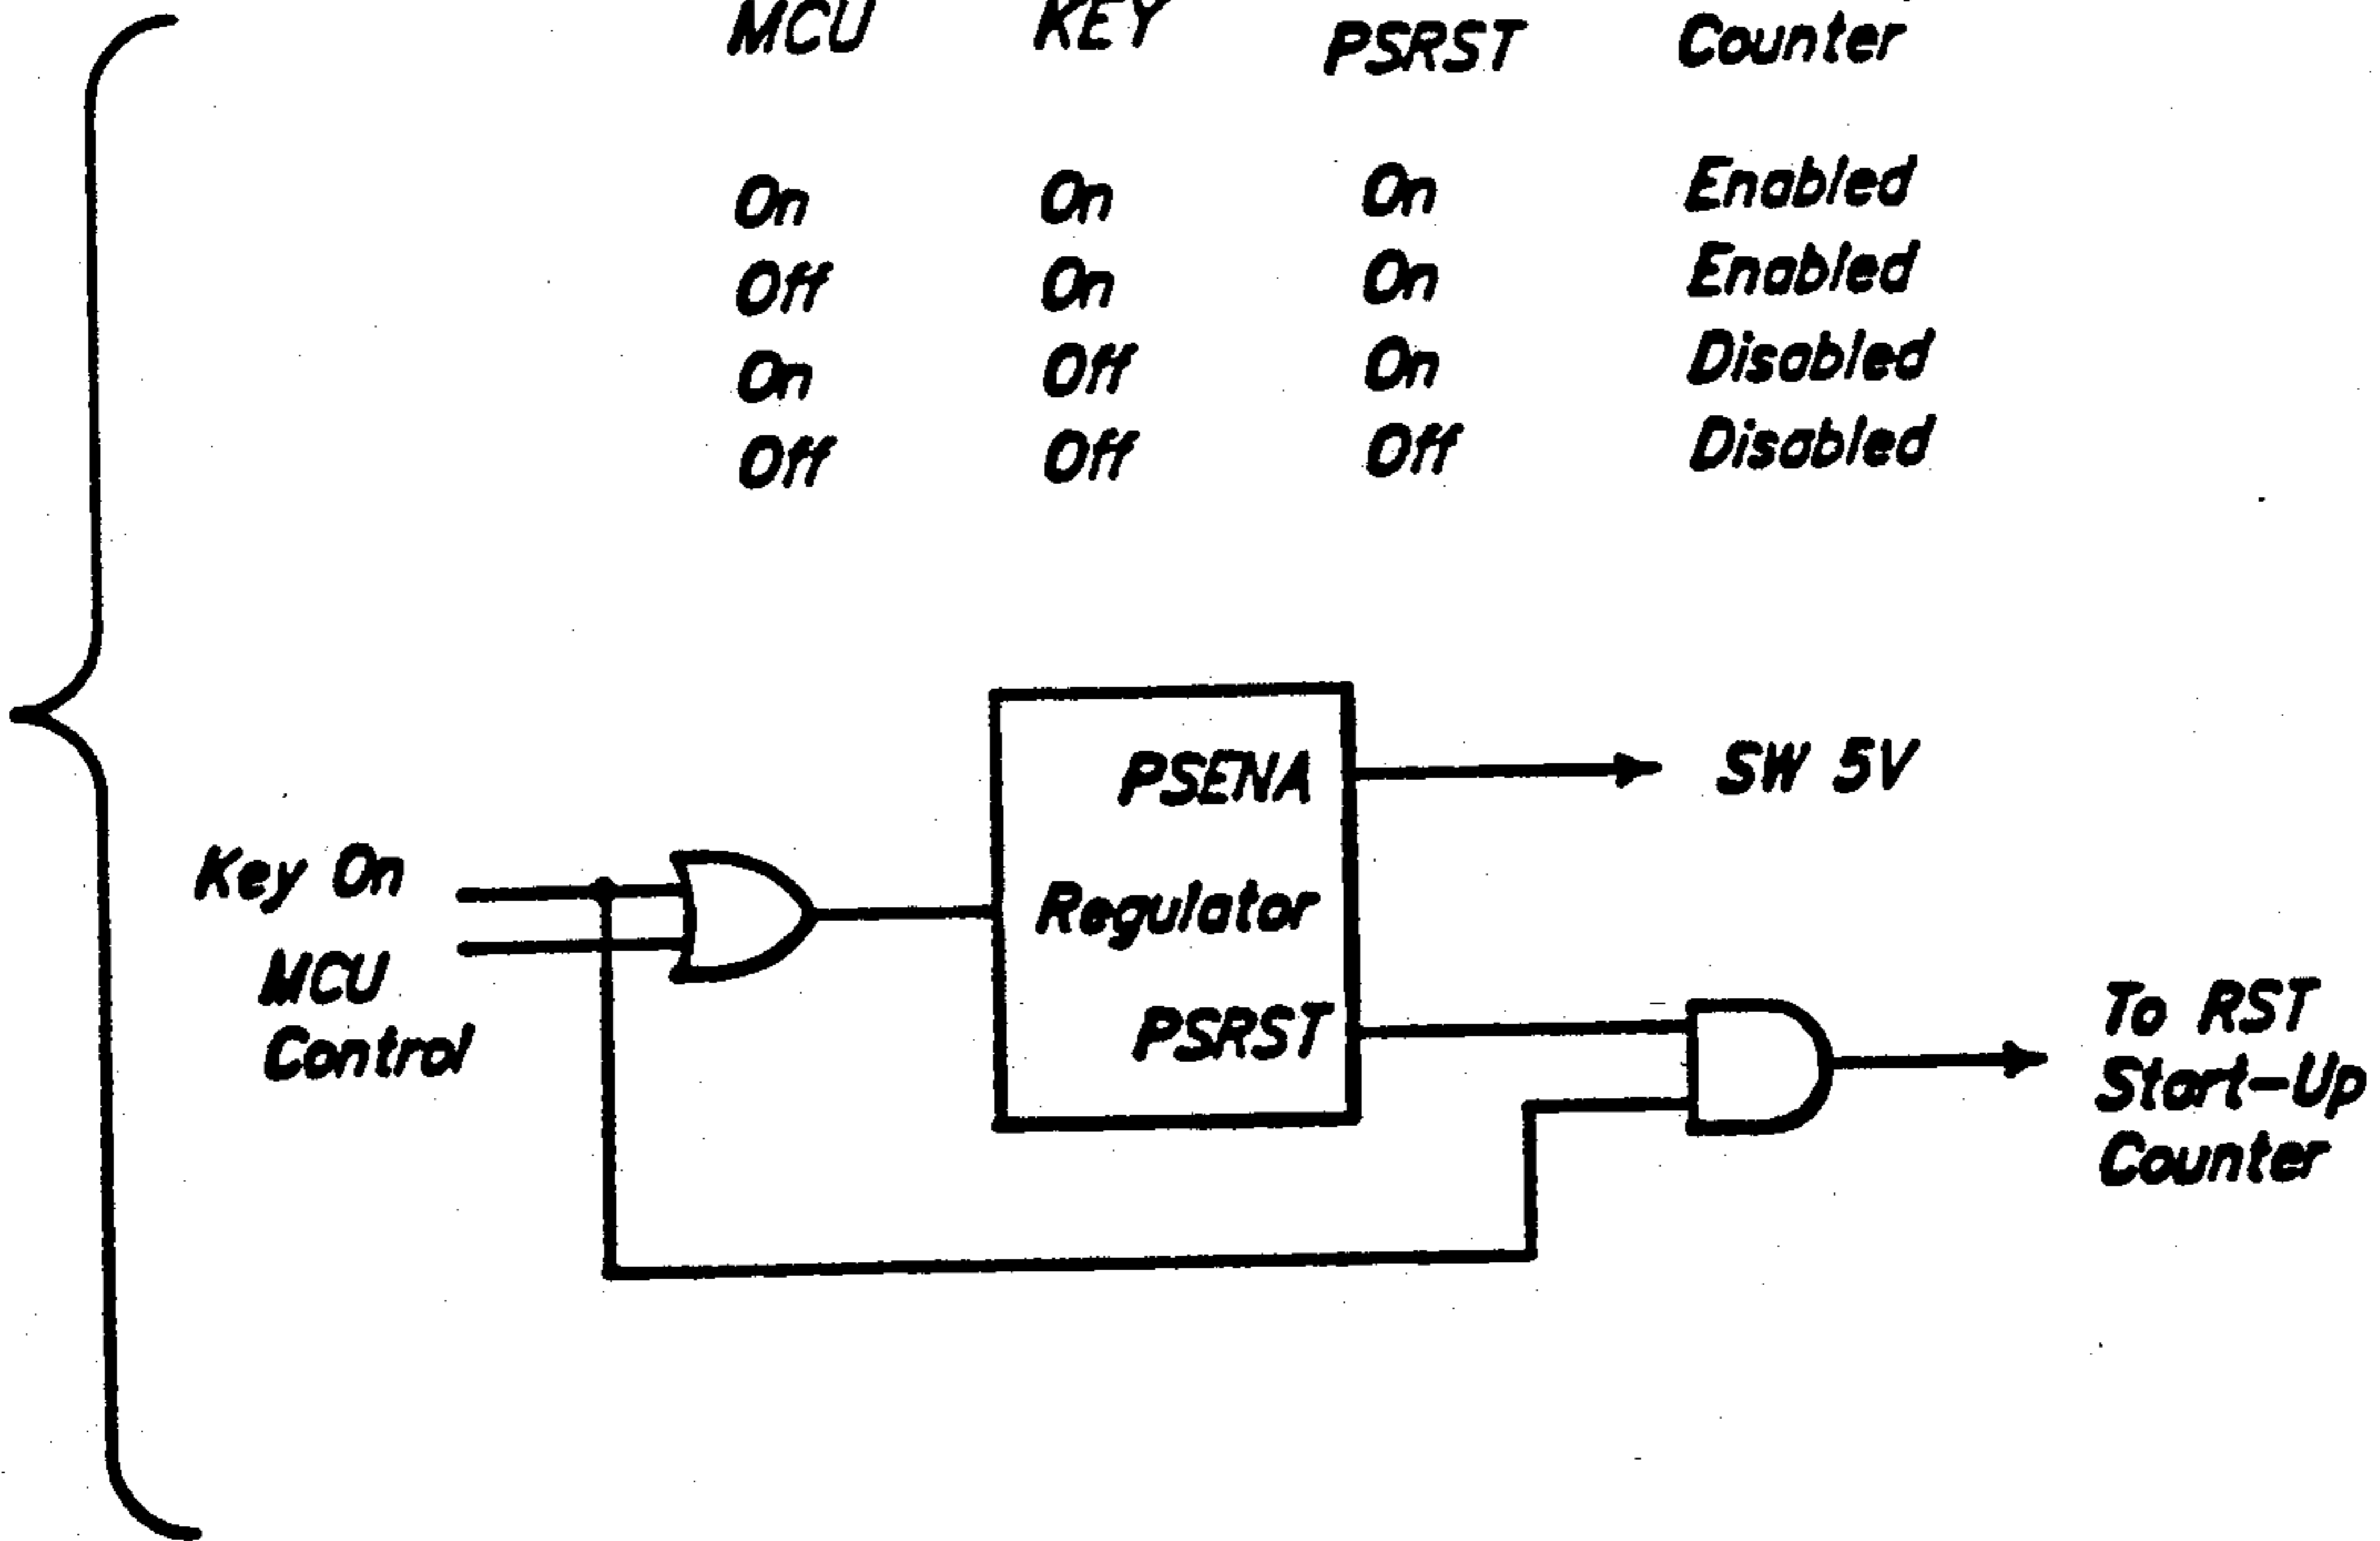 MCU KEY PSRST Counter
On On On Enabled
Off On On Enabled
On Off On Disabled
Off Off Off Disabled
PSENA
SW 5V
Key On
Regulator
MCU
Control
PSRST
To RST
Start-Up
Counter